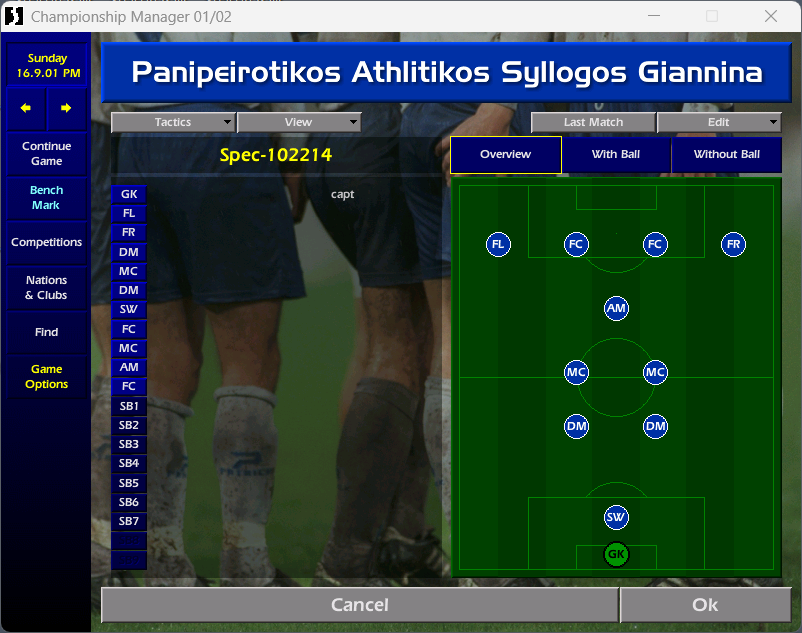 Championship Manager 01/02
Sunday
16.9.01 PM
Continue
Game
Bench
Mark
Competitions
Nations
& Clubs
Find
Game
Options
Panipeirotikos Athlitikos Syllogos Giannina
Tactics
View
Last Match
Edit
Spec-102214
Overview
With Ball
Without Ball
GK capt
FL
FR
DM
MC
DM
SW
FC
MC
AM
FC
SB1
SB2
SB3
SB4
SB5
SB6
SB7
FL FC FC FR
AM
MC MC
DM DM
SW
GK
Cancel
Ok